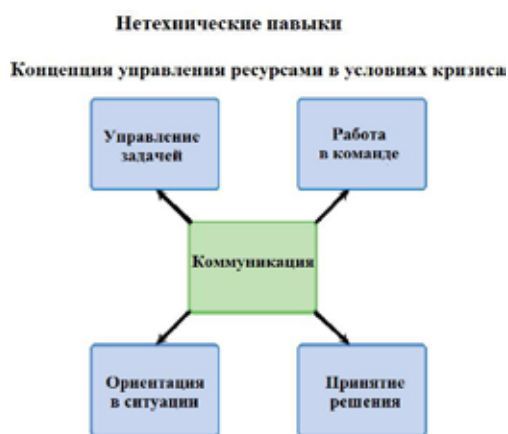 Нетехнические навыки
Концепция управления ресурсами в условиях кризиса
Управление
задачей
Работа
в команде
Коммуникация
Ориентация
в ситуации
Принятие
решения